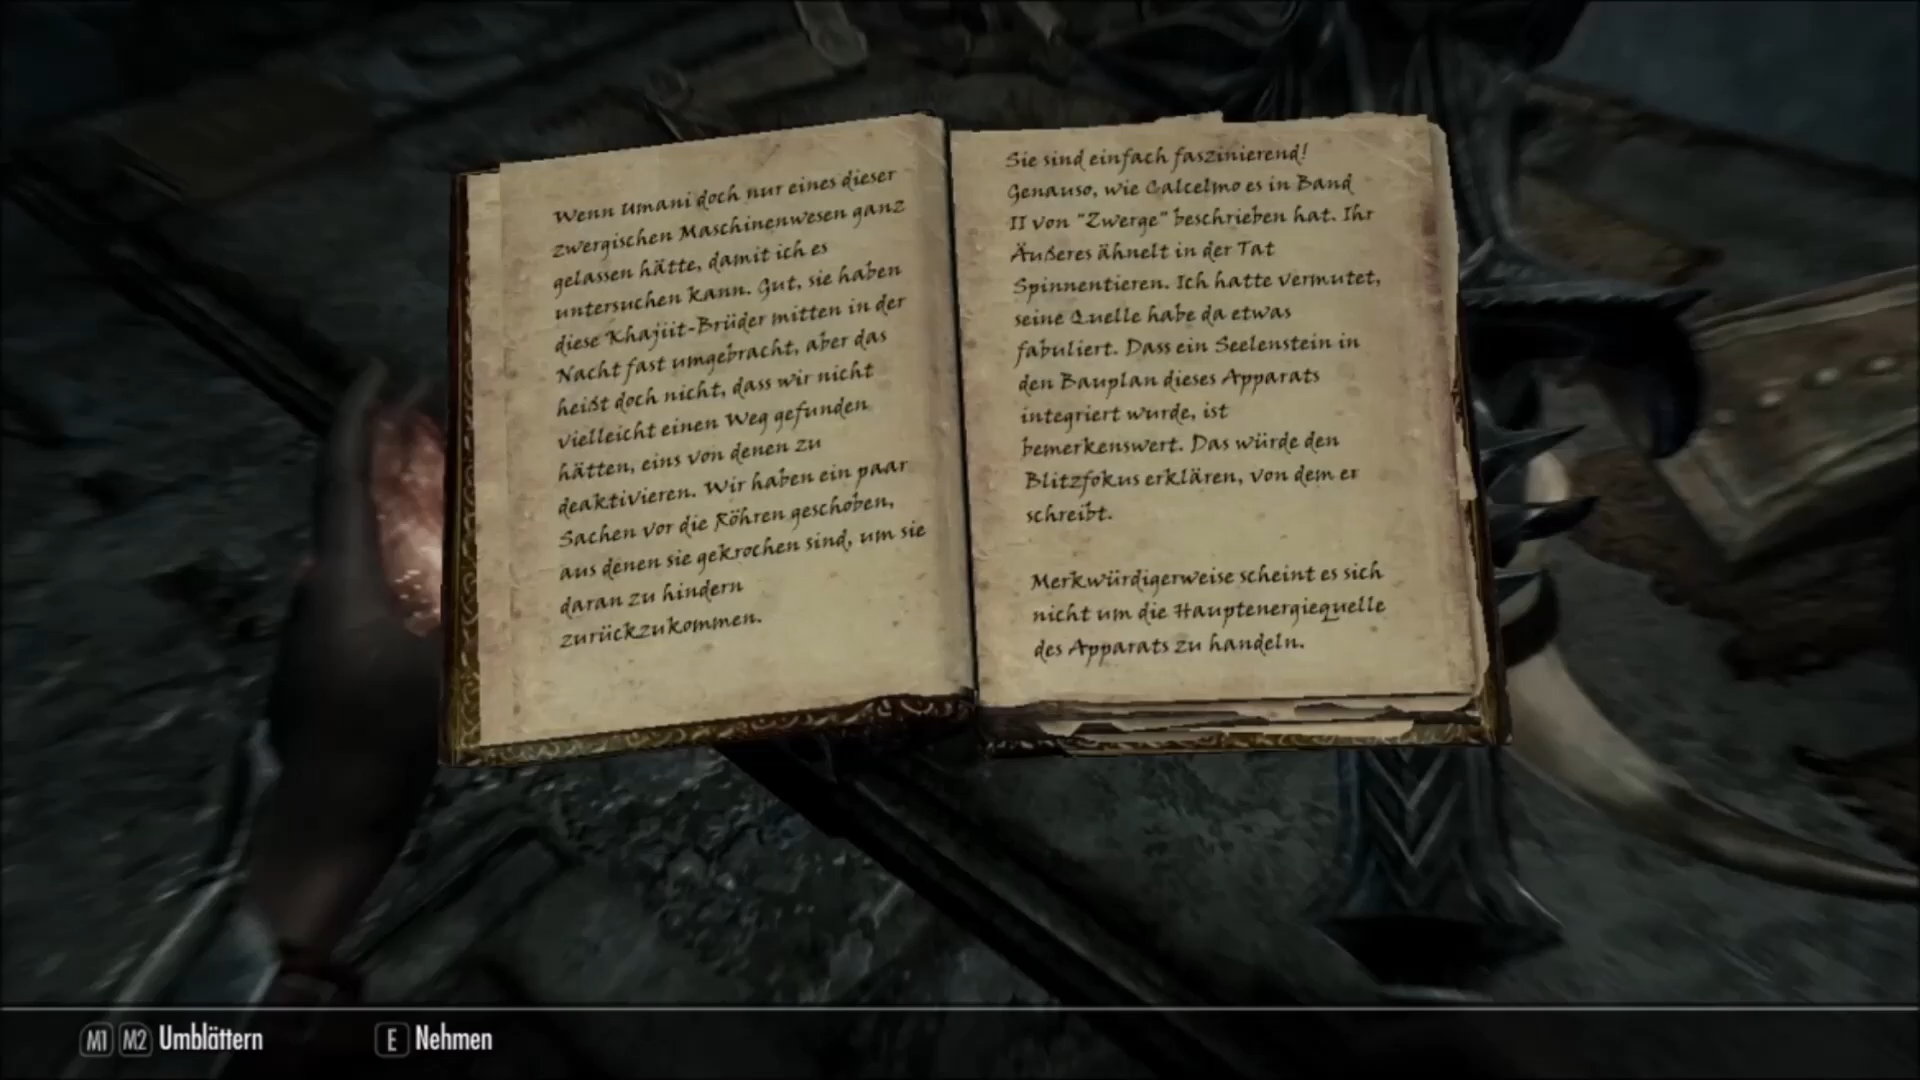 Wenn Umani doch nur eines dieser
zwergischen Maschinenwesen ganz
gelassen hätte, damit ich es
untersuchen kann. Gut, sie haben
diese Khajiit-Brüder mitten in der
Nacht fast umgebracht, aber das
heißt doch nicht, dass wir nicht
vielleicht einen Weg gefunden
hätten, eins von denen zu
deaktivieren. Wir haben ein paar
Sachen vor die Röhren geschoben,
aus denen sie gekrochen sind, um sie
daran zu hindern
zurückzukommen.
Sie sind einfach faszinierend!
Genauso, wie Calcelmo es in Band
II von "Zwerge" beschrieben hat. Ihr
Äußeres ähnelt in der Tat
Spinnentieren. Ich hatte vermutet,
seine Quelle habe da etwas
fabuliert. Dass ein Seelenstein in
den Bauplan dieses Apparats
integriert wurde, ist
bemerkenswert. Das würde den
Blitzfokus erklären, von dem er
schreibt.
Merkwürdigerweise scheint es sich
nicht um die Hauptenergiequelle
des Apparats zu handeln.
M1 M2 Umblättern
E Nehmen